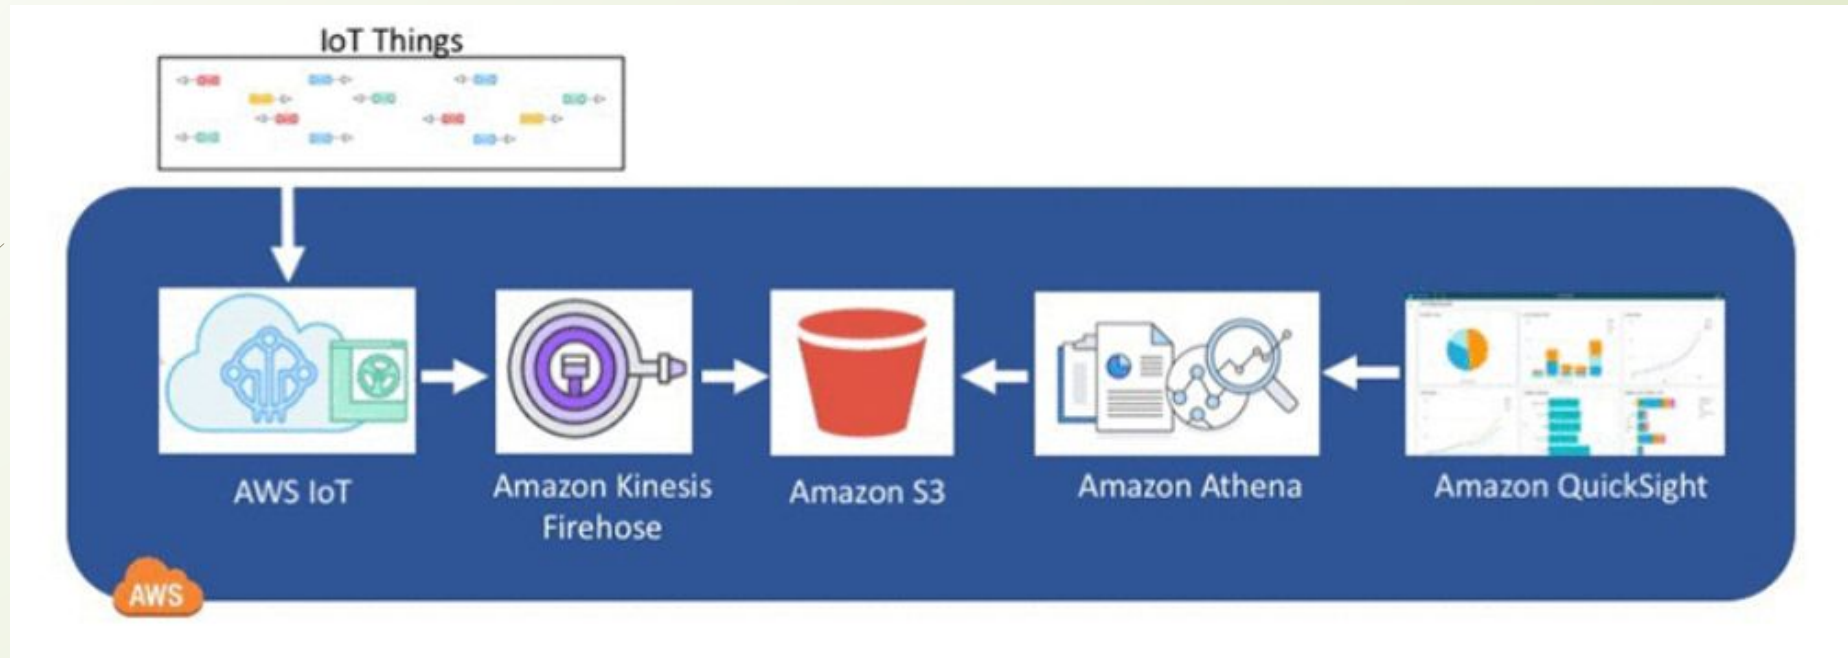 IoT Things
AWS IoT
Amazon Kinesis
Firehose
Amazon S3
Amazon Athena
Amazon QuickSight
AWS